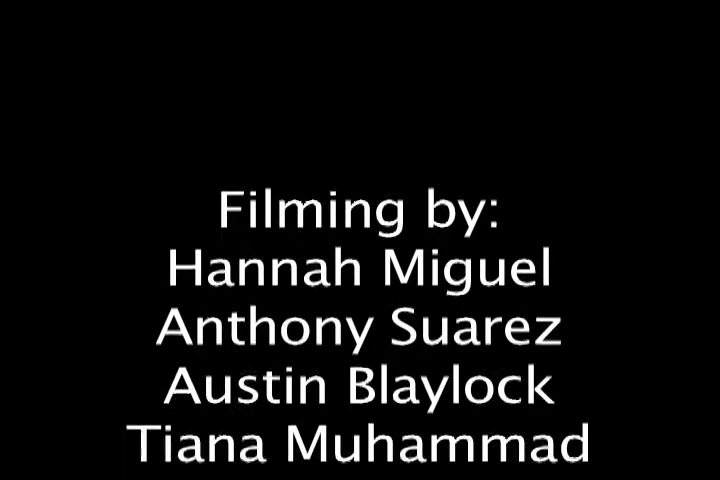 Filming by:
Hannah Miguel
Anthony Suarez
Austin Blaylock
Tiana Muhammad